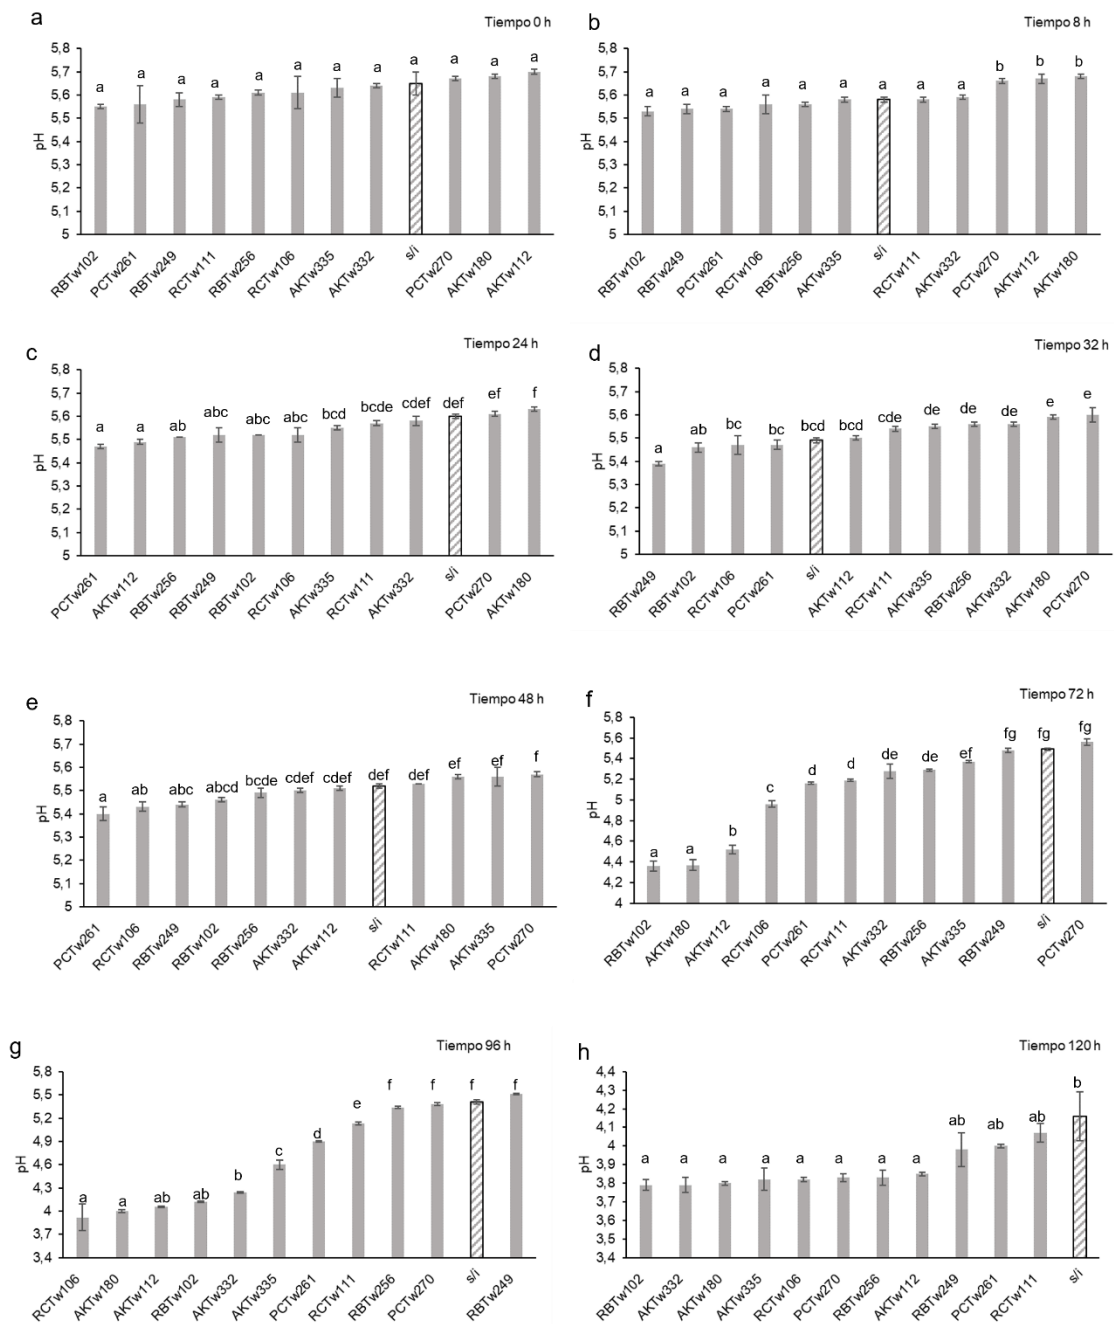 a
Tiempo 0 h
5,8
5,7
5,6
5,5
5,4
5,3
5,2
5,1
5
pH
a a a a a a a a a a a a
RBTw102 PCTw261 RBTw249 RCTw111 RBTw256 RCTw106 AKTw335 AKTw332 s/i PCTw270 AKTw180 AKTw112
b
Tiempo 8 h
5,8
5,7
5,6
5,5
5,4
5,3
5,2
5,1
5
pH
a a a a a a a a a b b b
RBTw102 RBTw249 PCTw261 RCTw106 RBTw256 AKTw335 s/i RCTw111 AKTw332 PCTw270 AKTw112 AKTw180
c
Tiempo 24 h
5,8
5,7
5,6
5,5
5,4
5,3
5,2
5,1
5
pH
a a ab abc abc abc bcd bcde cdef def ef f
PCTw261 AKTw112 RBTw256 RBTw249 RBTw102 RCTw106 AKTw335 RCTw111 AKTw332 s/i PCTw270 AKTw180
d
Tiempo 32 h
5,8
5,7
5,6
5,5
5,4
5,3
5,2
5,1
5
pH
a ab bc bc bcd bcd cde de de de e e
RBTw249 RBTw102 RCTw106 PCTw261 s/i AKTw112 RCTw111 AKTw335 RBTw256 AKTw332 AKTw180 PCTw270
e
Tiempo 48 h
5,8
5,7
5,6
5,5
5,4
5,3
5,2
5,1
5
pH
a ab abc abcd bcde cdef cdef def def ef ef f
PCTw261 RCTw106 RBTw249 RBTw102 RBTw256 AKTw332 AKTw112 s/i RCTw111 AKTw180 AKTw335 PCTw270
f
Tiempo 72 h
5,8
5,6
5,4
5,2
5
4,8
4,6
4,4
4,2
4
pH
a a b c d d de de ef fg fg fg
RBTw102 AKTw180 AKTw112 RCTw106 PCTw261 RCTw111 AKTw332 RBTw256 AKTw335 RBTw249 s/i PCTw270
g
Tiempo 96 h
5,8
5,5
5,2
4,9
4,6
4,3
4
3,7
3,4
pH
a a ab ab b c d e f f f f
RCTw106 AKTw180 AKTw112 RBTw102 AKTw332 AKTw335 PCTw261 RCTw111 RBTw256 PCTw270 s/i RBTw249
h
Tiempo 120 h
4,4
4,3
4,2
4,1
4
3,9
3,8
3,7
3,6
3,5
3,4
pH
a a a a a a a a ab ab ab b
RBTw102 AKTw332 AKTw180 AKTw335 RCTw106 PCTw270 RBTw256 AKTw112 RBTw249 PCTw261 RCTw111 s/i